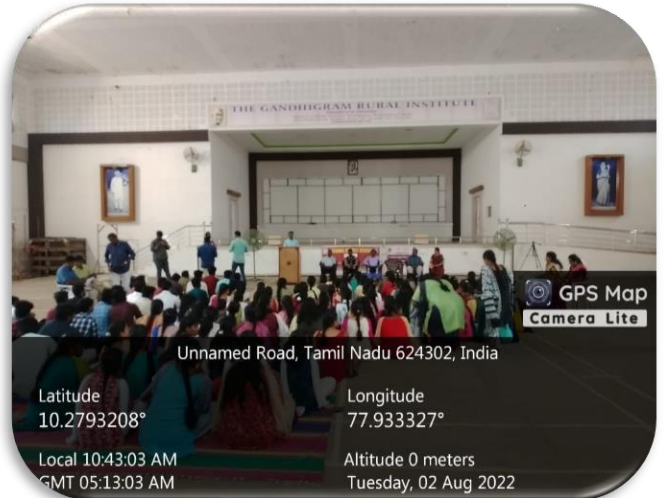 THE GANDHIGRAM RURAL INSTITUTE
GPS Map
Camera Lite
Unnamed Road, Tamil Nadu 624302, India
Latitude
10.2793208°
Longitude
77.933327°
Local 10:43:03 AM
GMT 05:13:03 AM
Altitude 0 meters
Tuesday, 02 Aug 2022